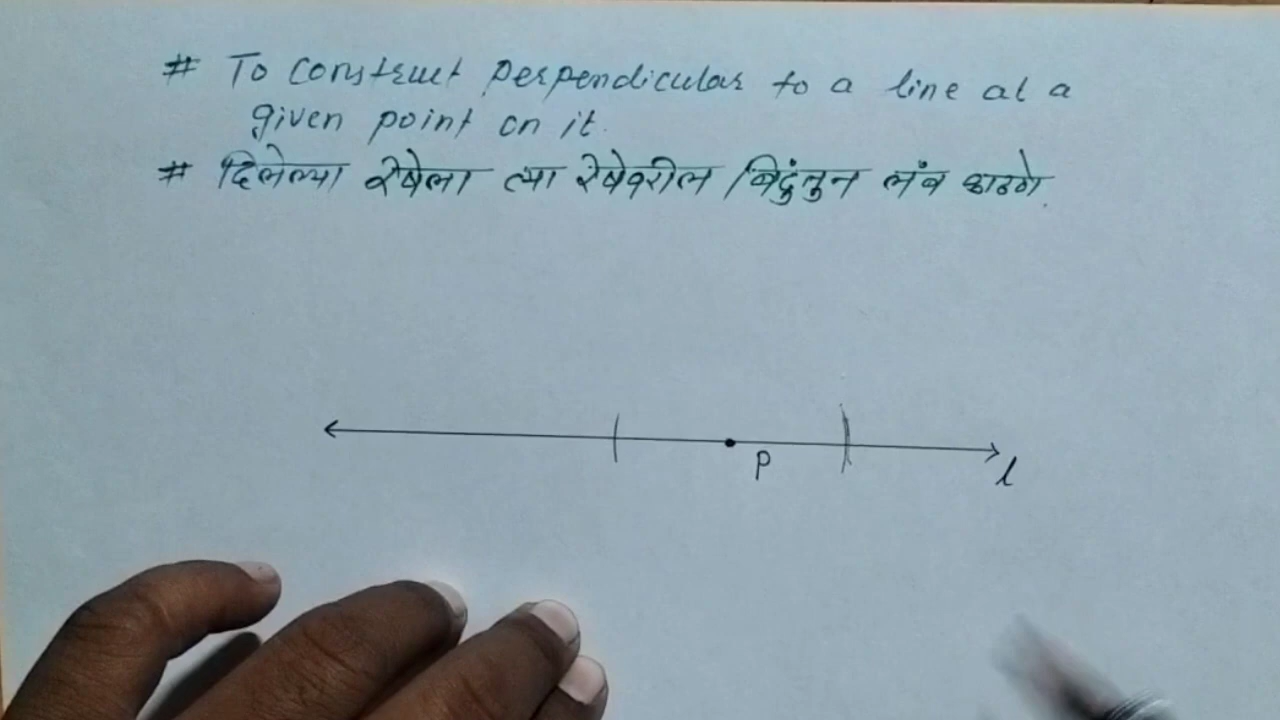 # To construct perpendicular to a line at a
given point on it.
# दिलेल्या रेषेला त्या रेषेवरील बिंदुंतुन लंब काढणे.
P
l